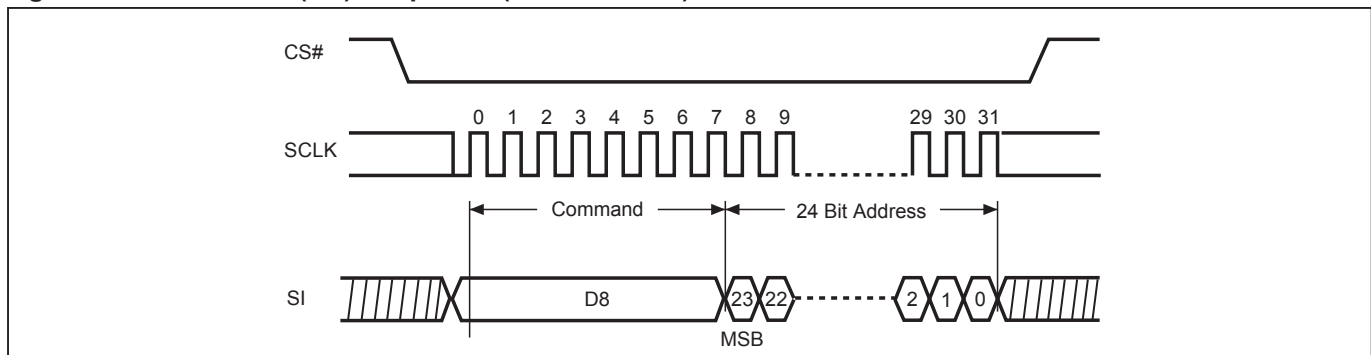 CS#
0 1 2 3 4 5 6 7 8 9 29 30 31
SCLK
Command 24 Bit Address
SI D8 23 22 2 1 0
MSB